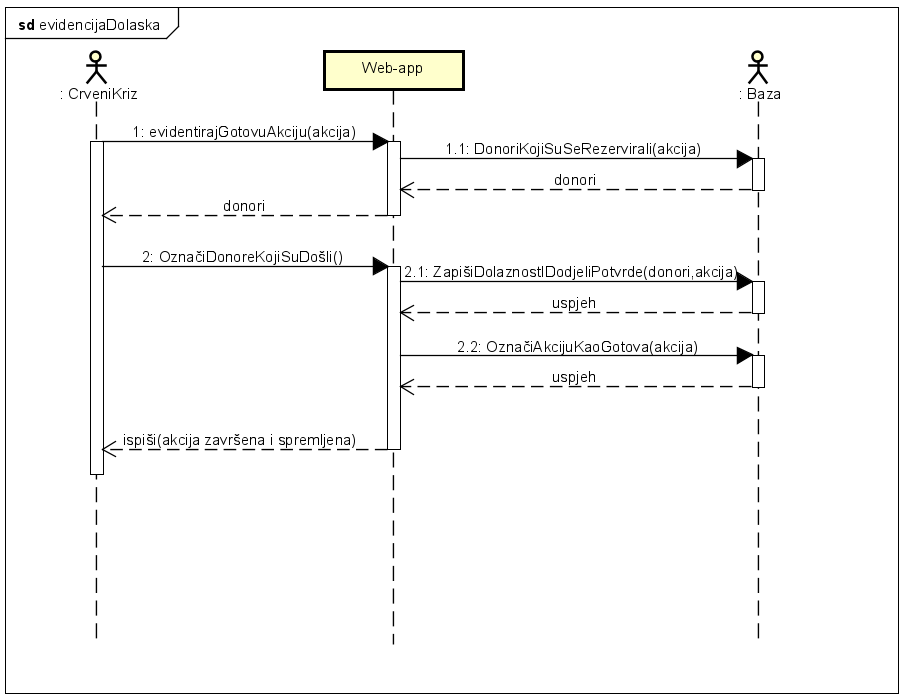 sd evidencijaDolaska
: CrveniKriz
Web-app
: Baza
1: evidentirajGotovuAkciju(akcija)
1.1: DonoriKojiSuSeRezervirali(akcija)
donori
donori
2: OznačiDonoreKojiSuDošli()
2.1: ZapišiDolaznostIDodjeliPotvrde(donori,akcija)
uspjeh
2.2: OznačiAkcijuKaoGotova(akcija)
uspjeh
ispiši(akcija završena i spremljena)